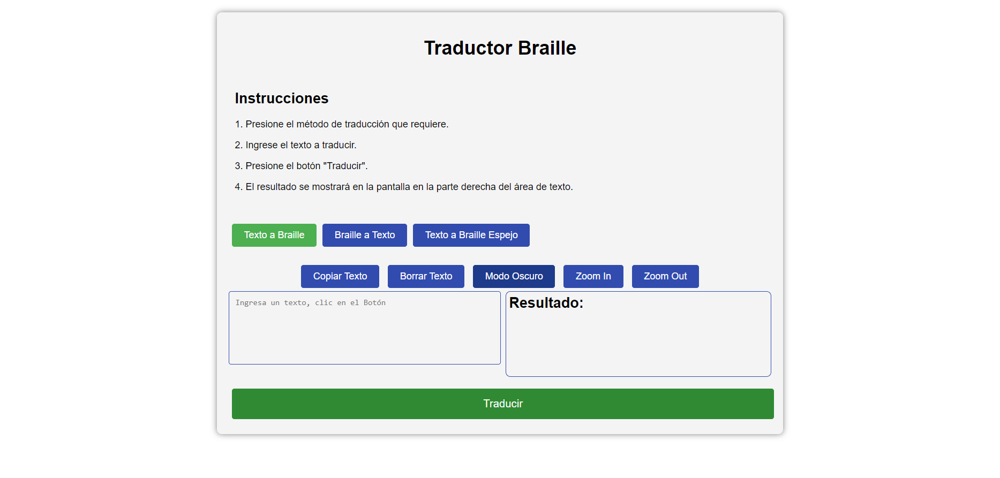 Traductor Braille
Instrucciones
1. Presione el método de traducción que requiere.
2. Ingrese el texto a traducir.
3. Presione el botón "Traducir".
4. El resultado se mostrará en la pantalla en la parte derecha del área de texto.
Texto a Braille Braille a Texto Texto a Braille Espejo
Copiar Texto Borrar Texto Modo Oscuro Zoom In Zoom Out
Ingresa un texto, clic en el Botón
Resultado:
Traducir